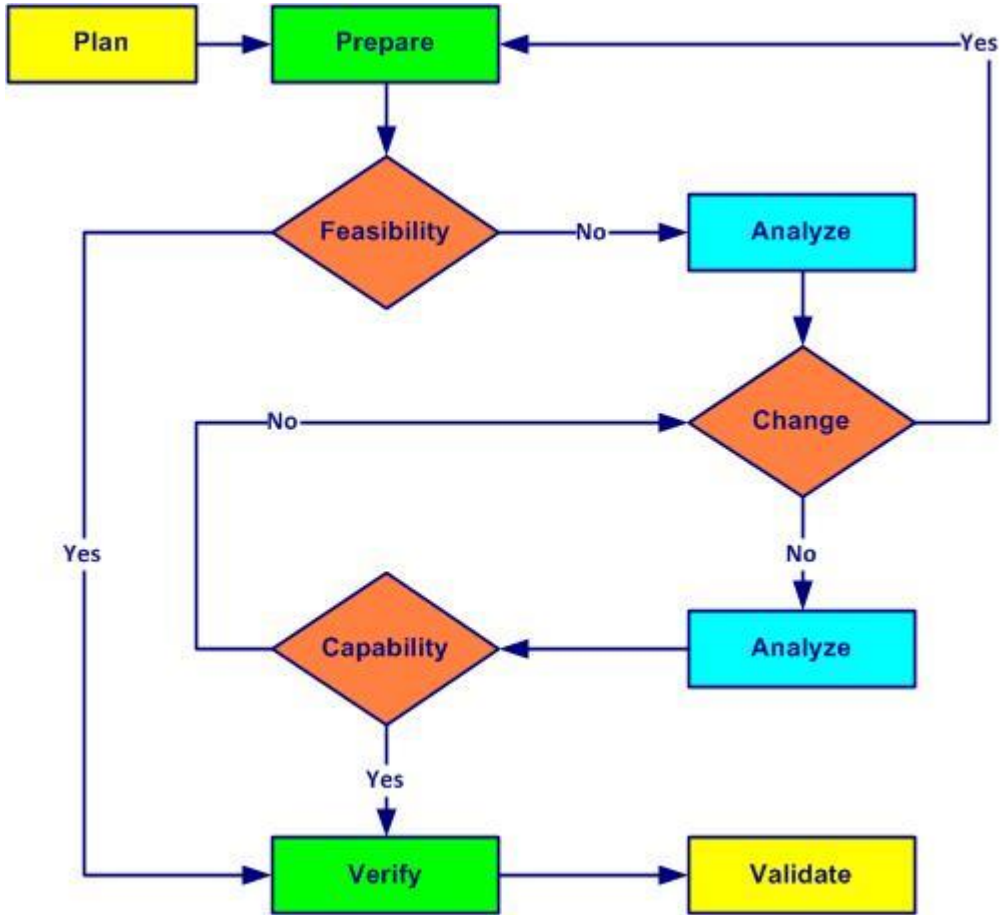 Plan
Prepare
Yes
Feasibility
No
Analyze
No
Change
Yes
No
Capability
Analyze
Yes
Verify
Validate